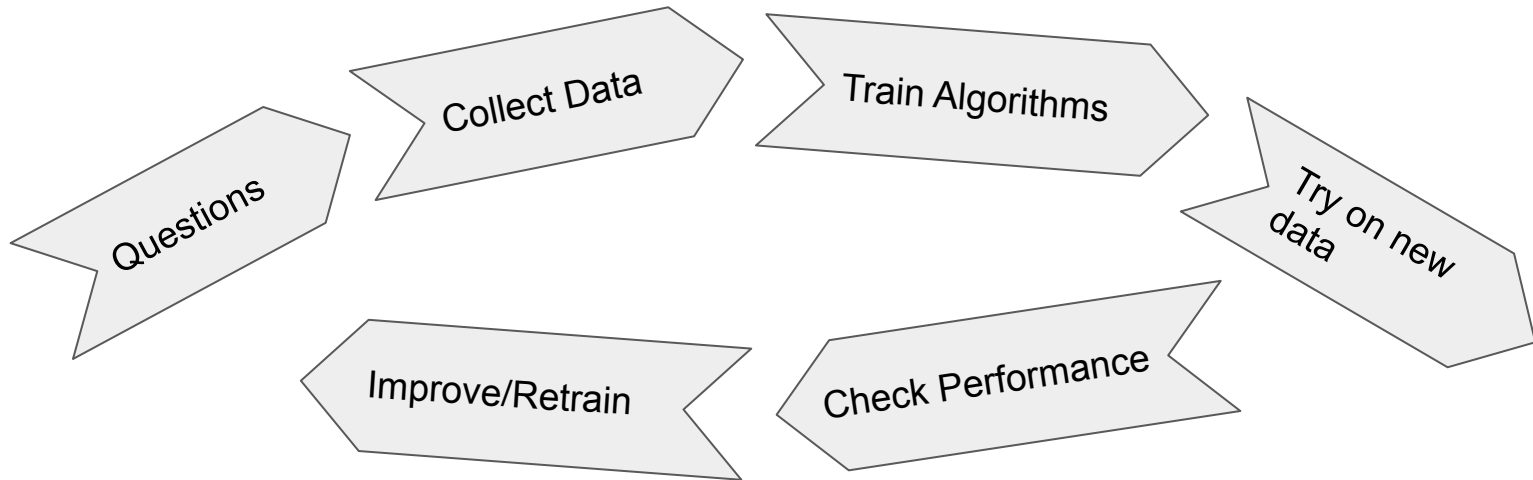 Questions
Collect Data
Train Algorithms
Try on new
data
Check Performance
Improve/Retrain